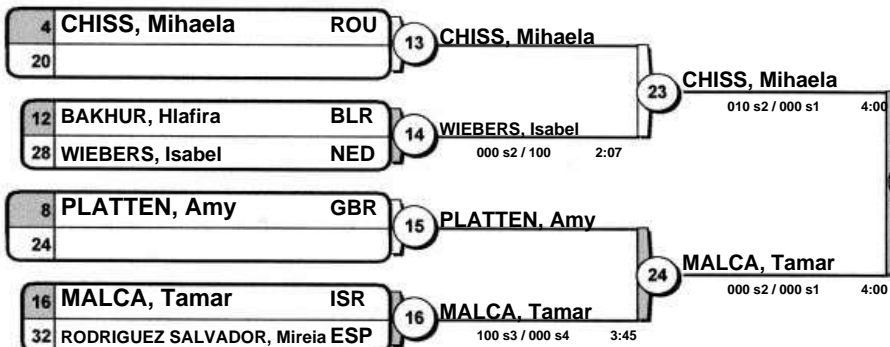 4 CHISS, Mihaela ROU
20
13 CHISS, Mihaela
12 BAKHUR, Hlafira BLR
28 WIEBERS, Isabel NED
14 WIEBERS, Isabel
000 s2 / 100 2:07
23 CHISS, Mihaela
010 s2 / 000 s1 4:00
8 PLATTEN, Amy GBR
24
15 PLATTEN, Amy
16 MALCA, Tamar ISR
32 RODRIGUEZ SALVADOR, Mireia ESP
16 MALCA, Tamar
100 s3 / 000 s4 3:45
24 MALCA, Tamar
000 s2 / 000 s1 4:00